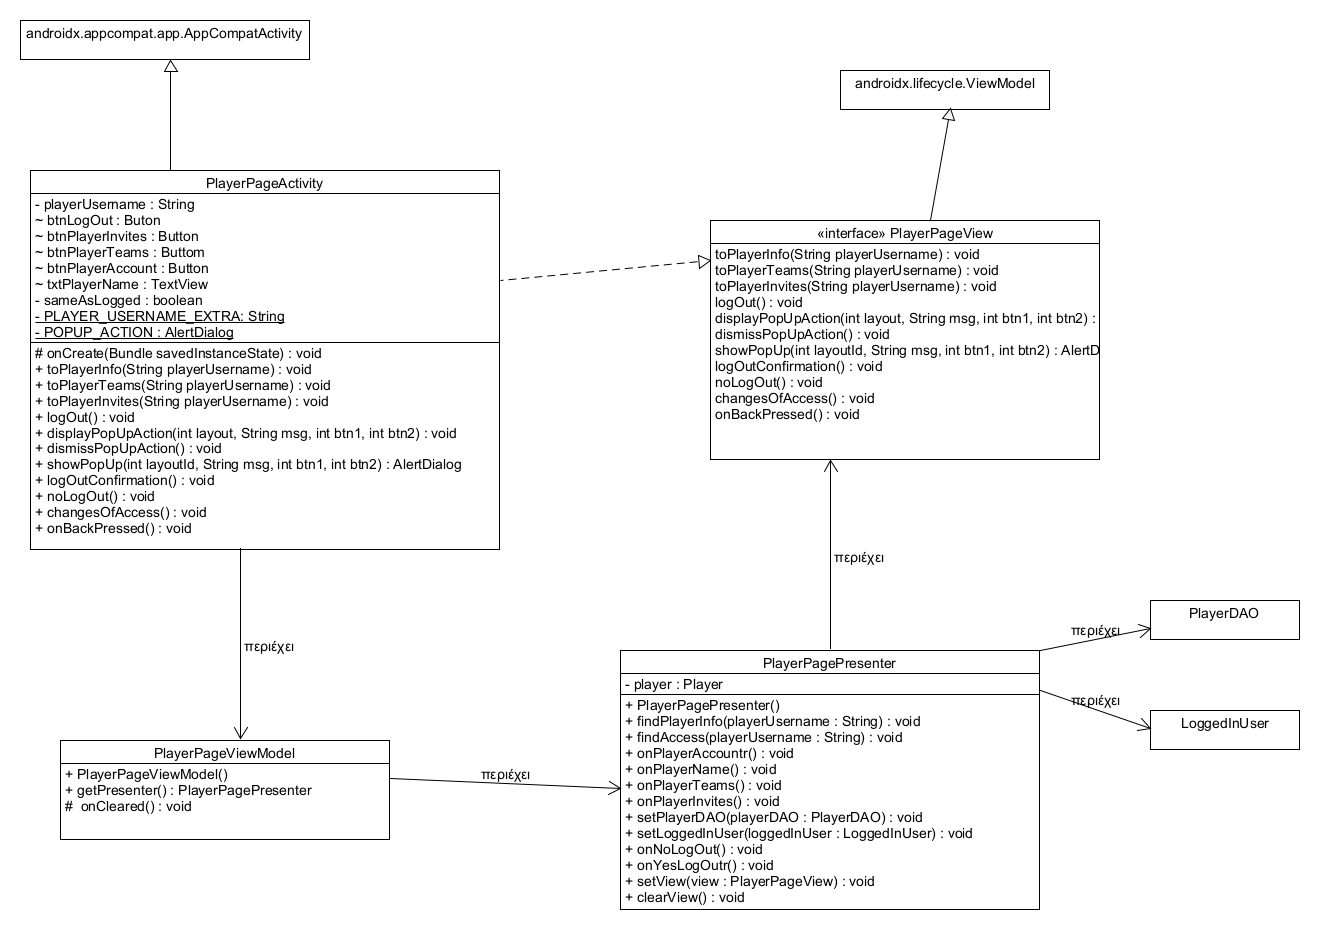 androidx.appcompat.app.AppCompatActivity
androidx.lifecycle.ViewModel
PlayerPageActivity
- playerUsername : String
~ btnLogOut : Buton
~ btnPlayerInvites : Button
~ btnPlayerTeams : Buttom
~ btnPlayerAccount : Button
~ txtPlayerName : TextView
- sameAsLogged : boolean
- PLAYER_USERNAME_EXTRA: String
- POPUP_ACTION : AlertDialog
# onCreate(Bundle savedInstanceState) : void
+ toPlayerInfo(String playerUsername) : void
+ toPlayerTeams(String playerUsername) : void
+ toPlayerInvites(String playerUsername) : void
+ logOut() : void
+ displayPopUpAction(int layout, String msg, int btn1, int btn2) : void
+ dismissPopUpAction() : void
+ showPopUp(int layoutId, String msg, int btn1, int btn2) : AlertDialog
+ logOutConfirmation() : void
+ noLogOut() : void
+ changesOfAccess() : void
+ onBackPressed() : void
«interface» PlayerPageView
toPlayerInfo(String playerUsername) : void
toPlayerTeams(String playerUsername) : void
toPlayerInvites(String playerUsername) : void
logOut() : void
displayPopUpAction(int layout, String msg, int btn1, int btn2) :
dismissPopUpAction() : void
showPopUp(int layoutId, String msg, int btn1, int btn2) : AlertD
logOutConfirmation() : void
noLogOut() : void
changesOfAccess() : void
onBackPressed() : void
περιέχει
περιέχει
περιέχει
PlayerDAO
περιέχει
LoggedInUser
PlayerPageViewModel
+ PlayerPageViewModel()
+ getPresenter() : PlayerPagePresenter
# onCleared() : void
περιέχει
PlayerPagePresenter
- player : Player
+ PlayerPagePresenter()
+ findPlayerInfo(playerUsername : String) : void
+ findAccess(playerUsername : String) : void
+ onPlayerAccountr() : void
+ onPlayerName() : void
+ onPlayerTeams() : void
+ onPlayerInvites() : void
+ setPlayerDAO(playerDAO : PlayerDAO) : void
+ setLoggedInUser(loggedInUser : LoggedInUser) : void
+ onNoLogOut() : void
+ onYesLogOutr() : void
+ setView(view : PlayerPageView) : void
+ clearView() : void